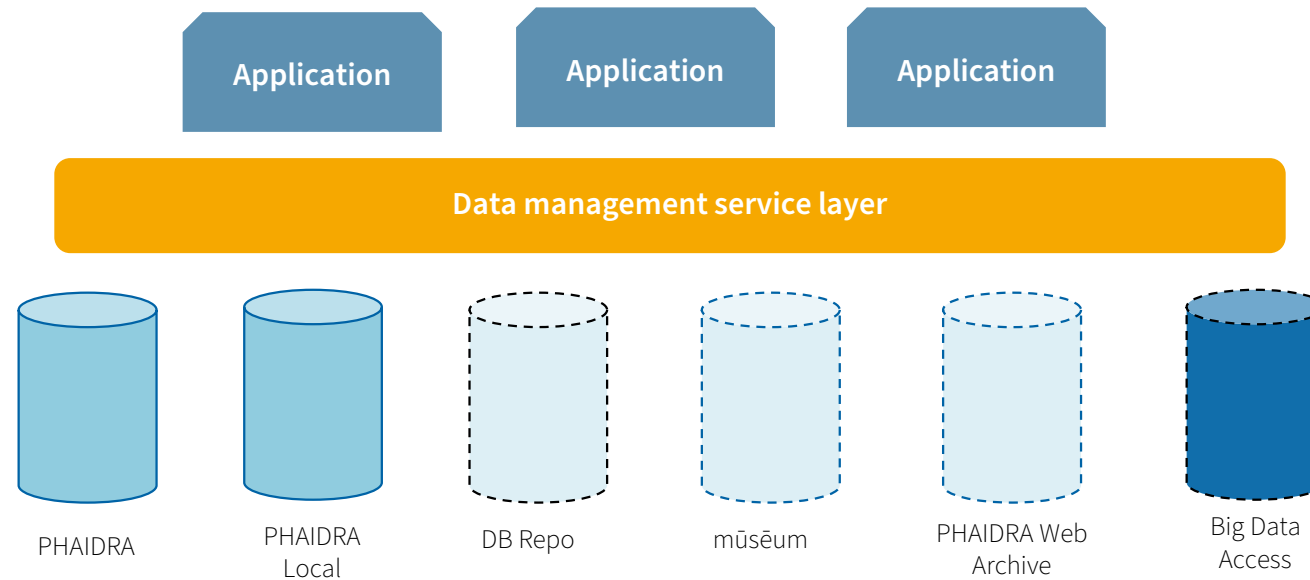 Application
Application
Application
Data management service layer
PHAIDRA
PHAIDRA
Local
DB Repo
mūsēum
PHAIDRA Web
Archive
Big Data
Access